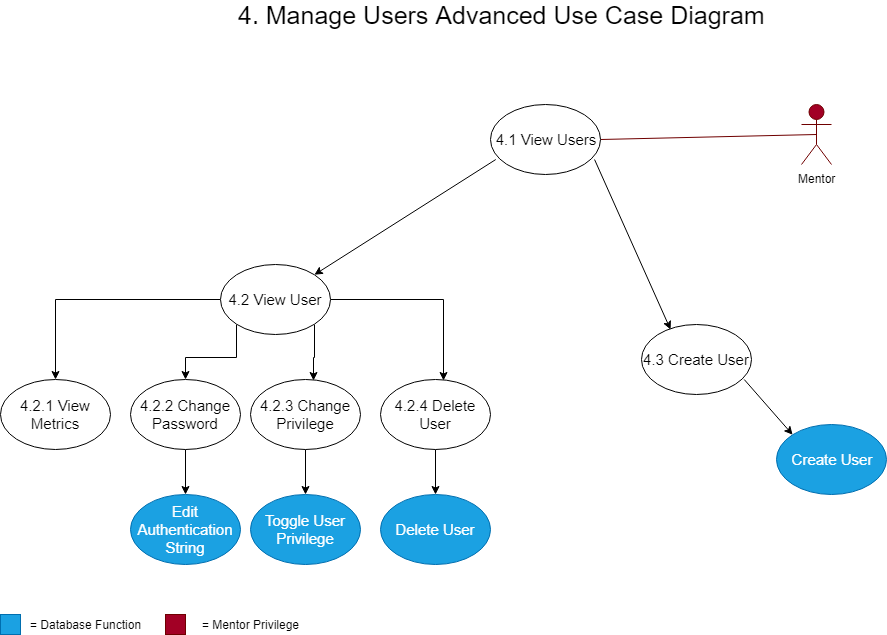 4. Manage Users Advanced Use Case Diagram
4.1 View Users
Mentor
4.2 View User
4.3 Create User
4.2.1 View
Metrics
4.2.2 Change
Password
4.2.3 Change
Privilege
4.2.4 Delete
User
Create User
Edit
Authentication
String
Toggle User
Privilege
Delete User
= Database Function
= Mentor Privilege